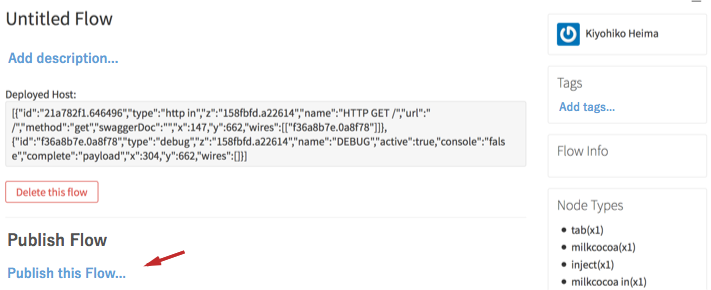 Untitled Flow
Add description...
Deployed Host:
[{"id":"21a782f1.646496","type":"http in","z":"158fbfd.a22614","name":"HTTP GET /","url":"
/","method":"get","swaggerDoc":"","x":147,"y":662,"wires":[["f36a8b7e.0a8f78"]]},
{"id":"f36a8b7e.0a8f78","type":"debug","z":"158fbfd.a22614","name":"DEBUG","active":true,"console":"fals
e","complete":"payload","x":304,"y":662,"wires":[]}]
Delete this flow
Publish Flow
Publish this Flow...
Kiyohiko Heima
Tags
Add tags...
Flow Info
Node Types
tab(x1)
milkcocoa(x1)
inject(x1)
milkcocoa in(x1)